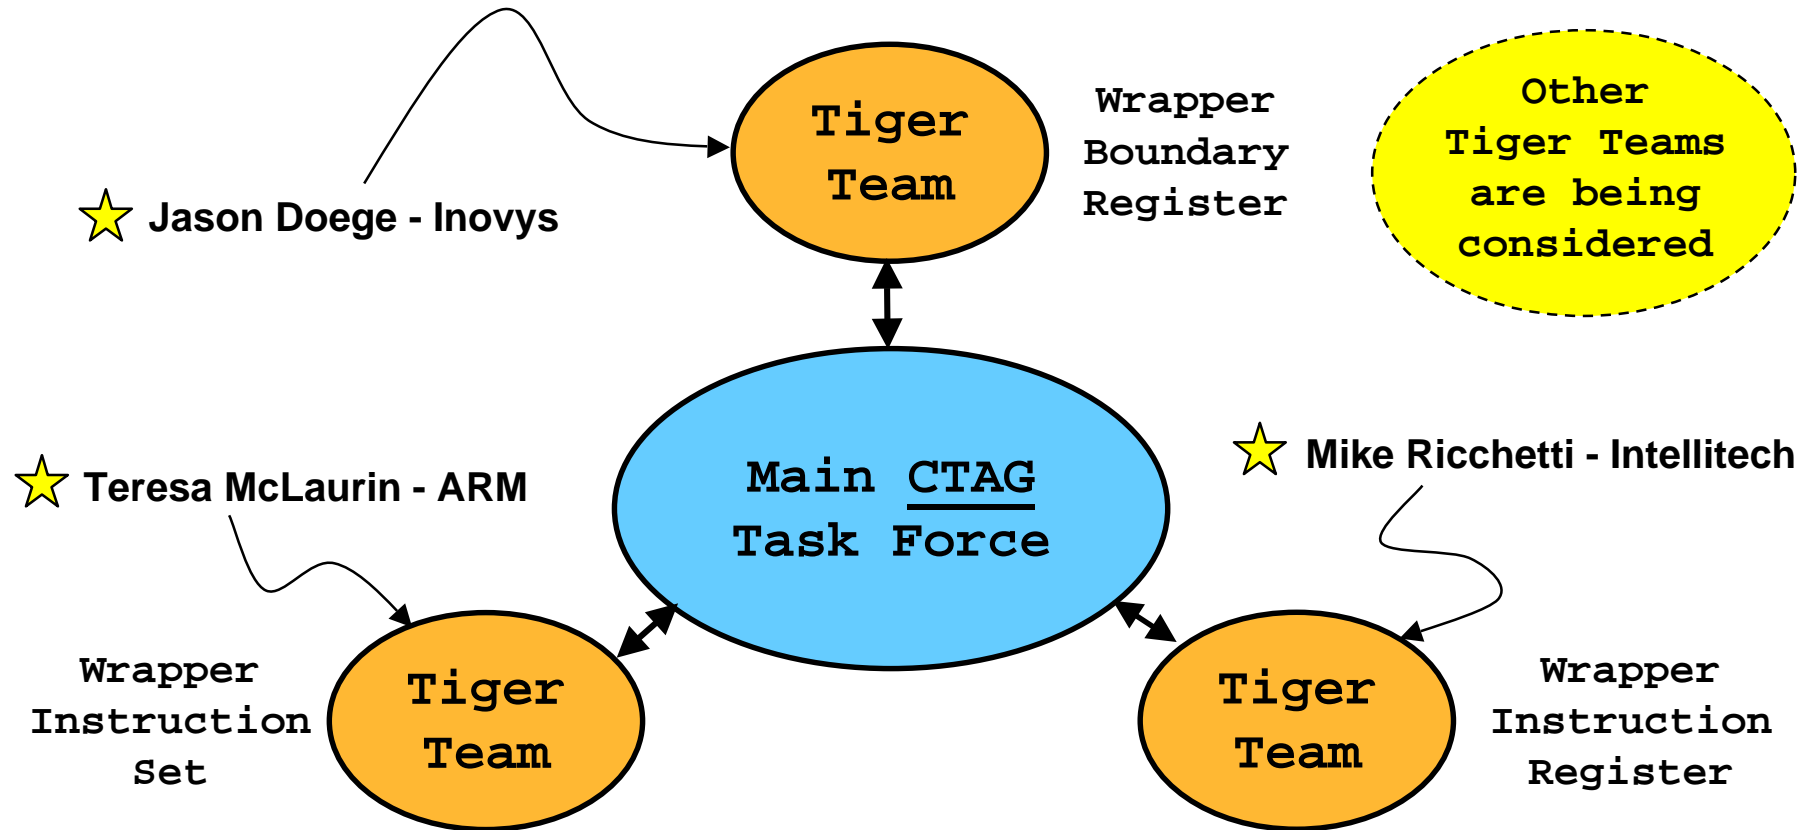 Tiger
Team
Wrapper
Boundary
Register
Other
Tiger Teams
are being
considered
Jason Doege - Inovys
Main CTAG
Task Force
Mike Ricchetti - Intellitech
Teresa McLaurin - ARM
Wrapper
Instruction
Set
Tiger
Team
Tiger
Team
Wrapper
Instruction
Register